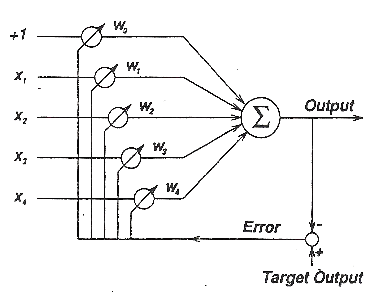 +1
W₀
X₁
W₁
X₂
W₂
X₃
W₃
X₄
W₄
Σ
Output
Error
-
+
Target Output